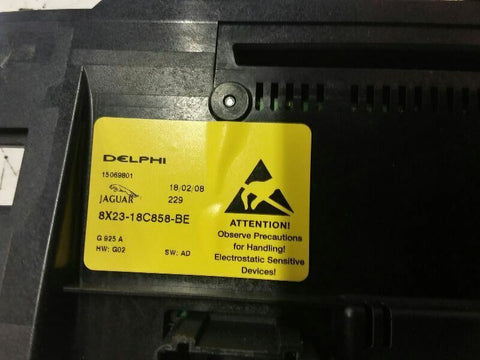 DELPHI
15069801
18/02/08
JAGUAR 229
8X23-18C858-BE
G 925 A
HW: G02 SW: AD
ATTENTION!
Observe Precautions
for Handling!
Electrostatic Sensitive
Devices!